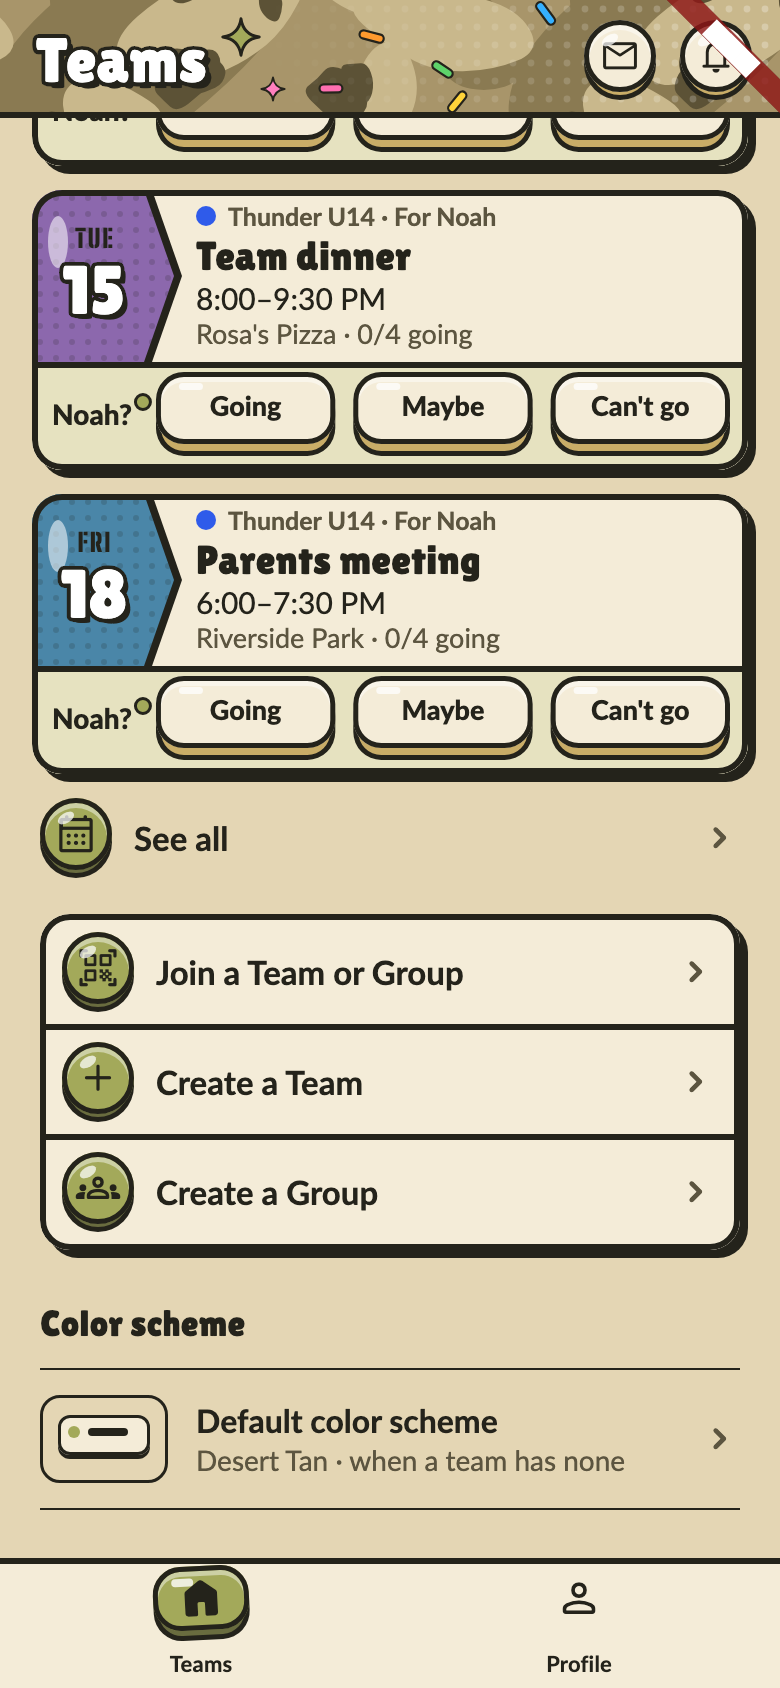 Teams
Noah?
TUE
15
Thunder U14 · For Noah
Team dinner
8:00–9:30 PM
Rosa's Pizza · 0/4 going
Noah?
Going
Maybe
Can't go
FRI
18
Thunder U14 · For Noah
Parents meeting
6:00–7:30 PM
Riverside Park · 0/4 going
Noah?
Going
Maybe
Can't go
See all
Join a Team or Group
Create a Team
Create a Group
Color scheme
Default color scheme
Desert Tan · when a team has none
Teams
Profile